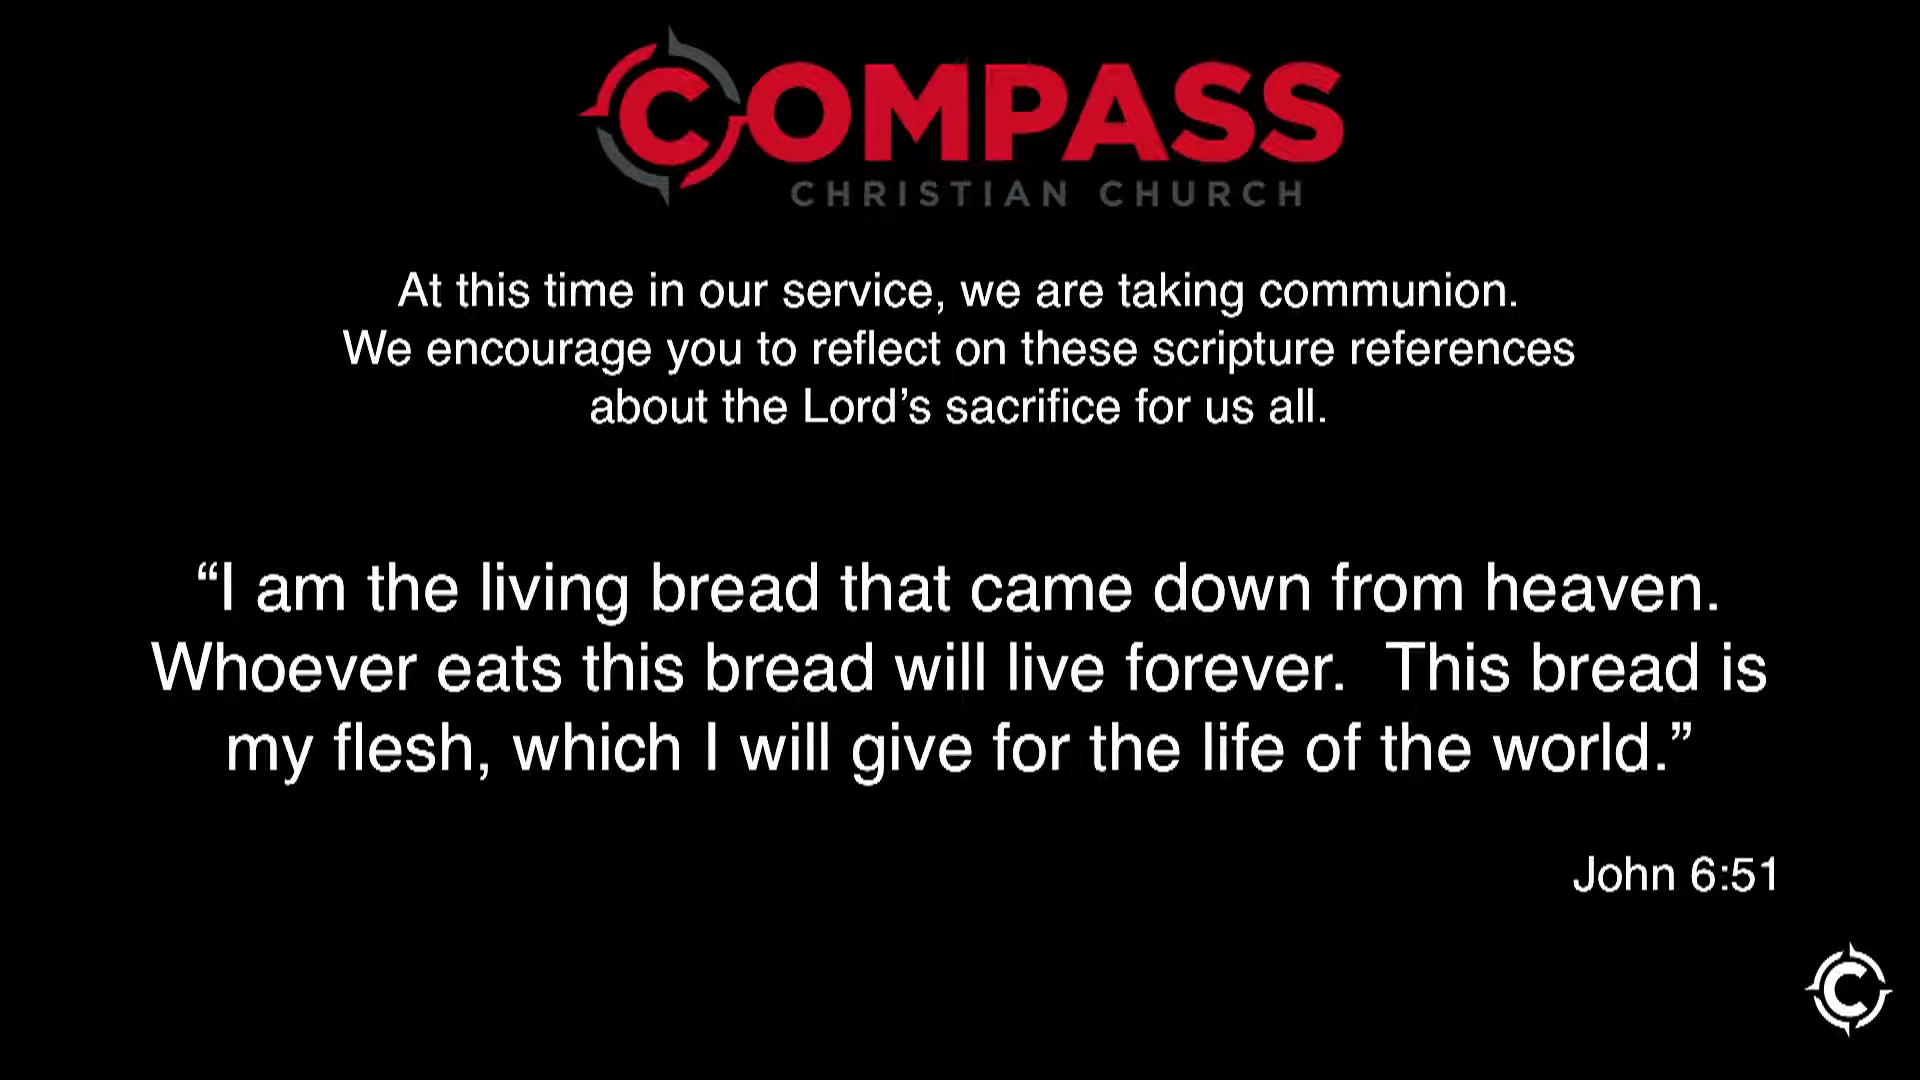 COMPASS
CHRISTIAN CHURCH
At this time in our service, we are taking communion.
We encourage you to reflect on these scripture references
about the Lord’s sacrifice for us all.
“I am the living bread that came down from heaven.
Whoever eats this bread will live forever.  This bread is
my flesh, which I will give for the life of the world.”
John 6:51
C